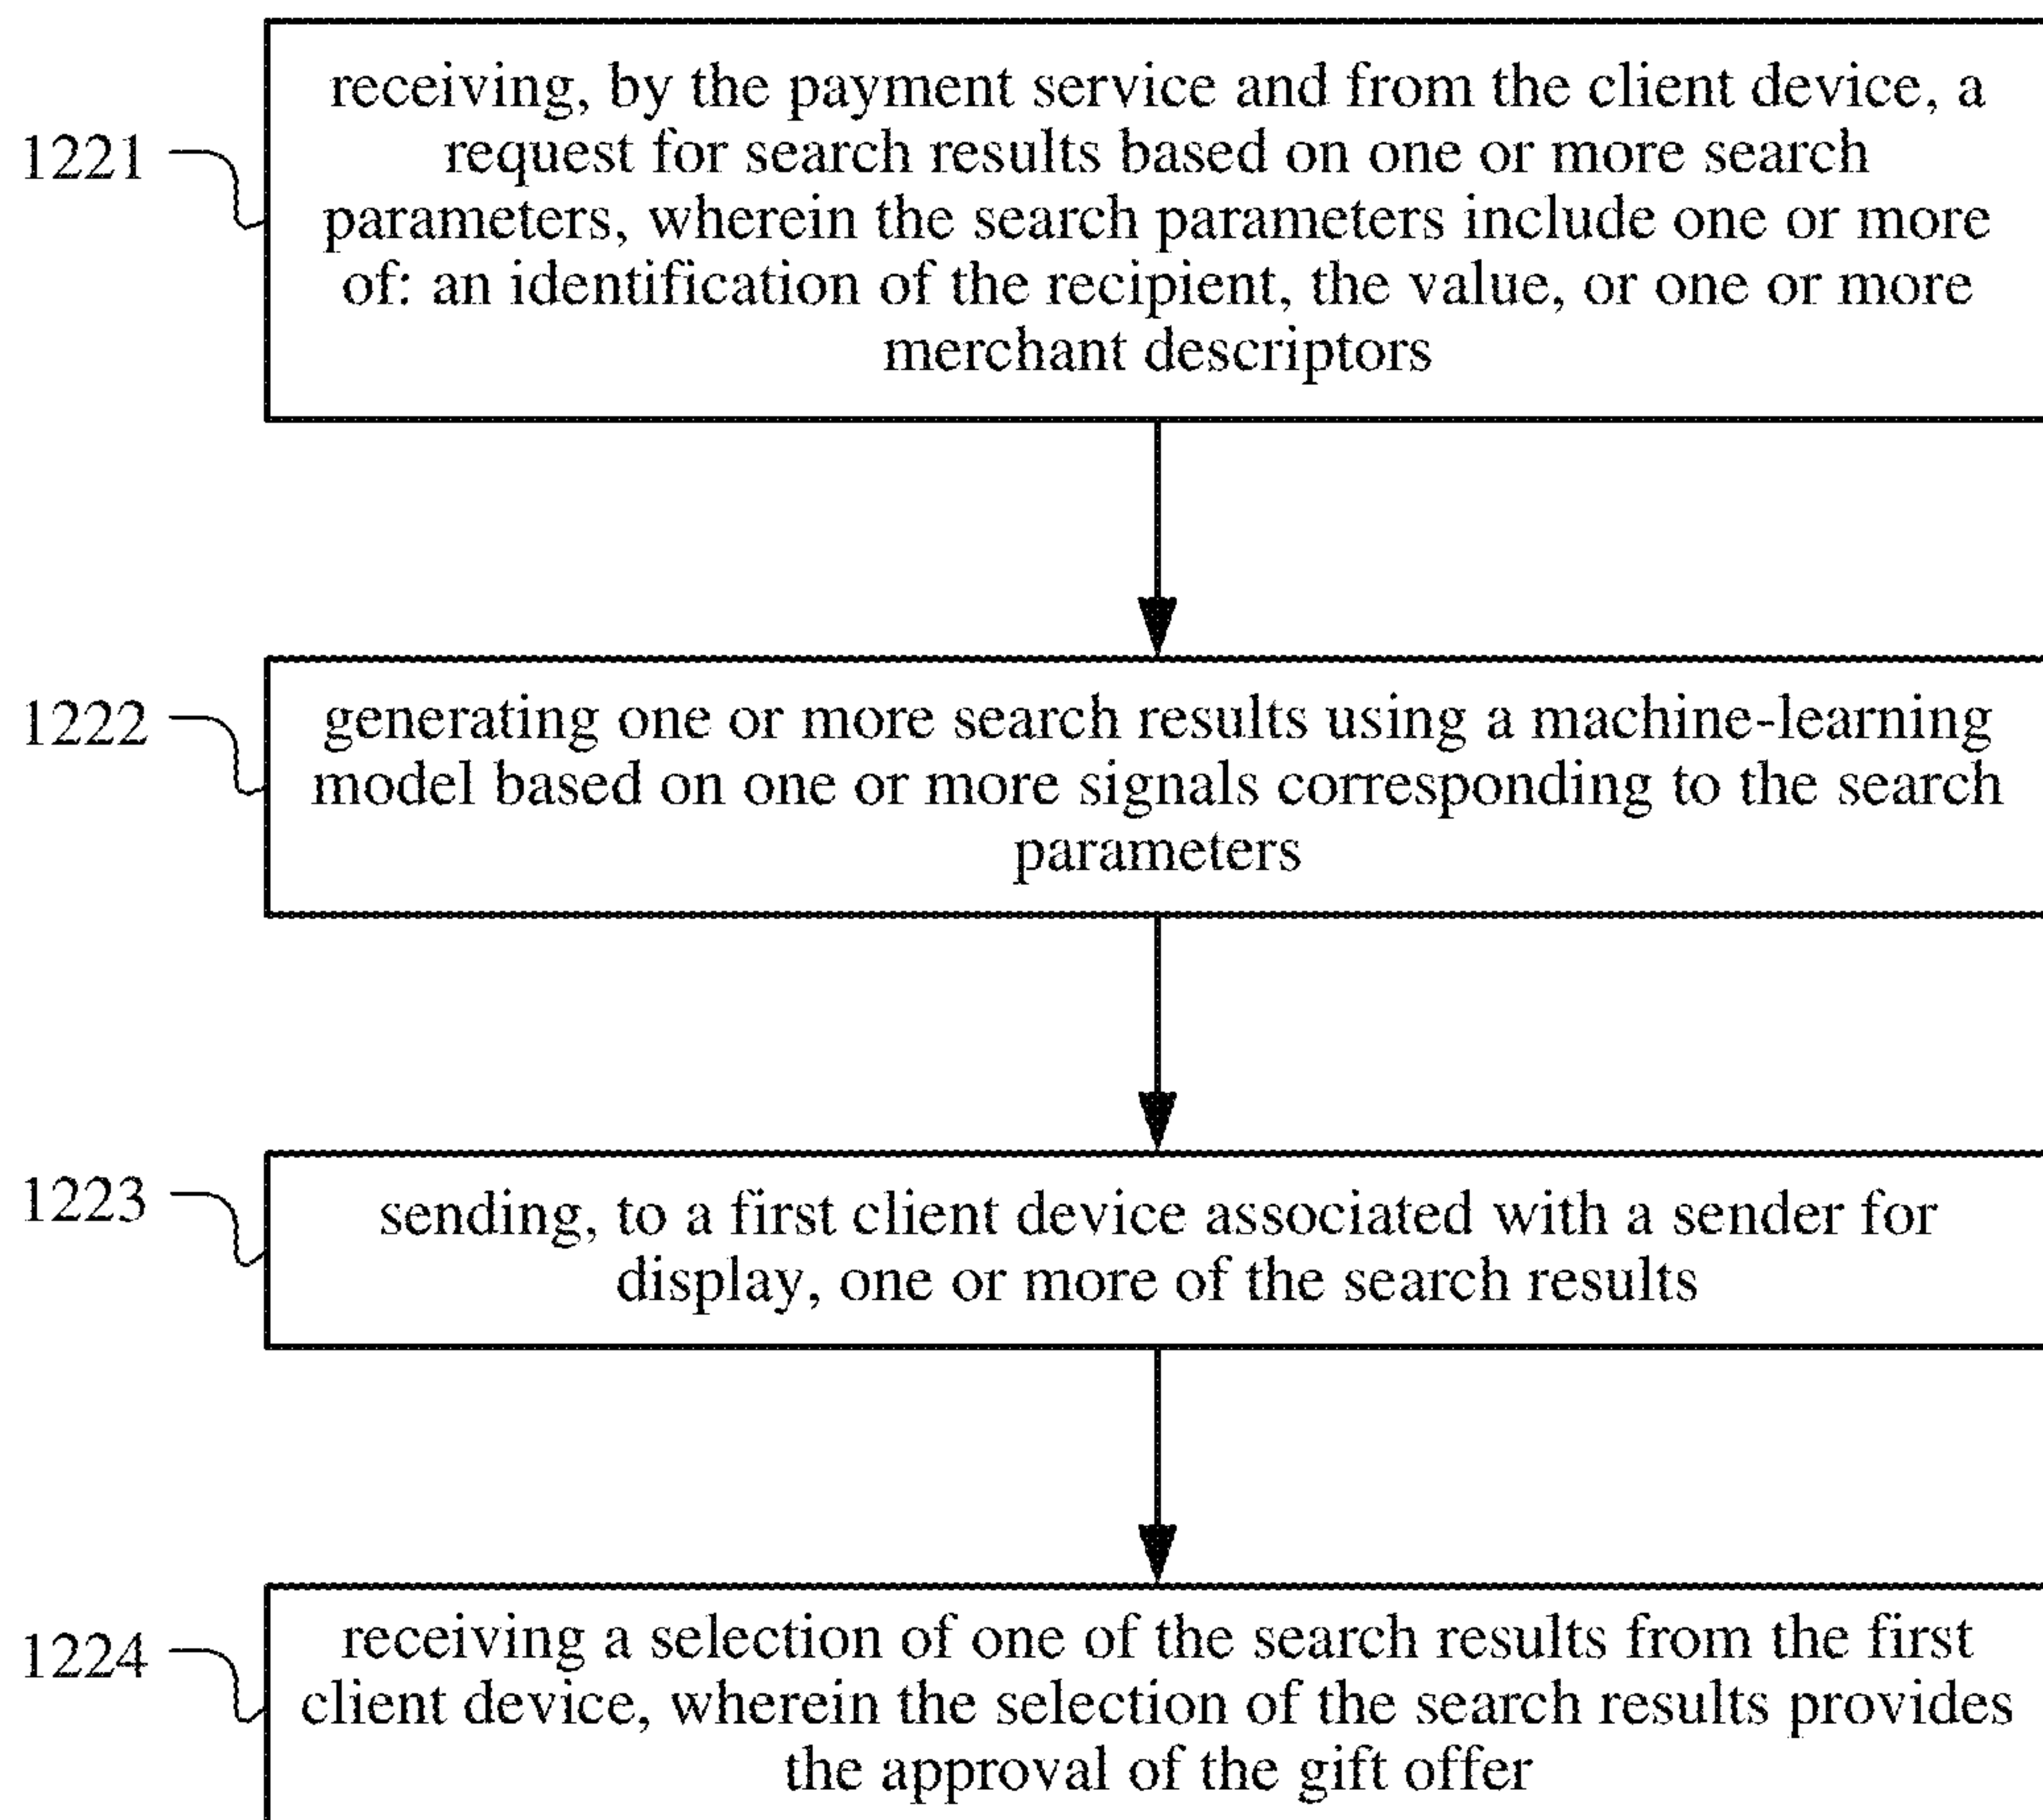 1221
receiving, by the payment service and from the client device, a
request for search results based on one or more search
parameters, wherein the search parameters include one or more
of: an identification of the recipient, the value, or one or more
merchant descriptors
1222
generating one or more search results using a machine-learning
model based on one or more signals corresponding to the search
parameters
1223
sending, to a first client device associated with a sender for
display, one or more of the search results
1224
receiving a selection of one of the search results from the first
client device, wherein the selection of the search results provides
the approval of the gift offer